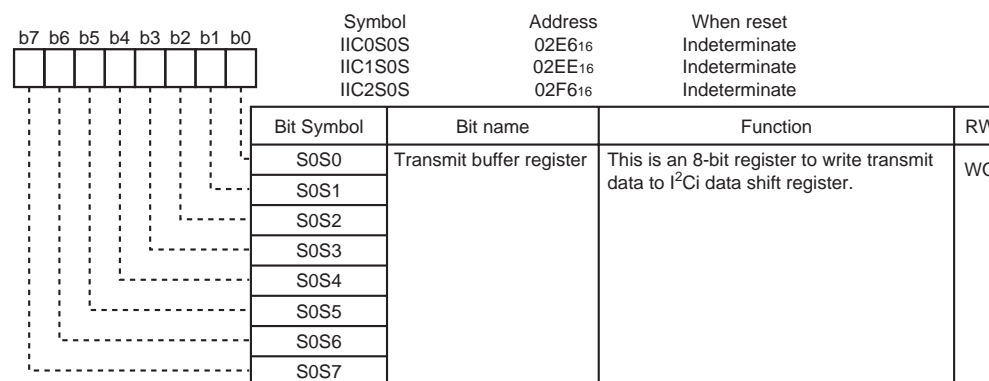 Symbol Address When reset
b7 b6 b5 b4 b3 b2 b1 b0
IIC0S0S 02E616 Indeterminate
IIC1S0S 02EE16 Indeterminate
IIC2S0S 02F616 Indeterminate
Bit Symbol Bit name Function RW
S0S0 Transmit buffer register This is an 8-bit register to write transmit
data to I2Ci data shift register.
S0S1
S0S2
S0S3
S0S4
S0S5
S0S6
S0S7